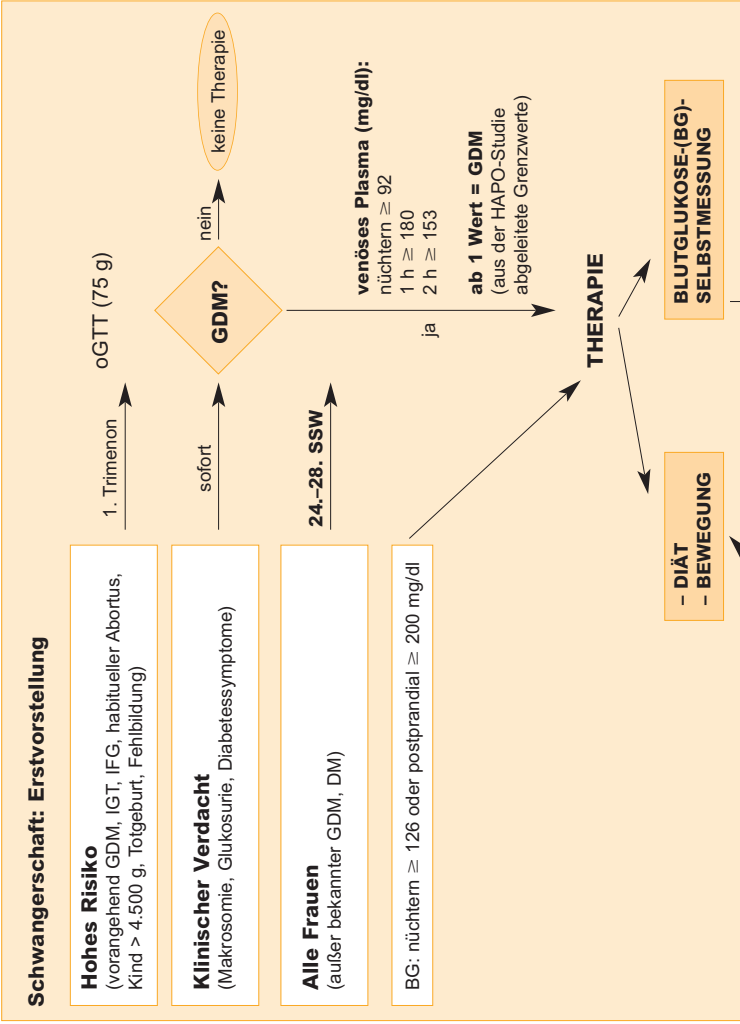 Schwangerschaft: Erstvorstellung
Hohes Risiko
(vorangehend GDM, IGT, IFG, habitueller Abortus,
Kind > 4.500 g, Totgeburt, Fehlbildung)
1. Trimenon
oGTT (75 g)
Klinischer Verdacht
(Makrosomie, Glukosurie, Diabetessymptome)
sofort
GDM?
nein
keine Therapie
Alle Frauen
(außer bekannter GDM, DM)
24.–28. SSW
ja
venöses Plasma (mg/dl):
nüchtern ≥ 92
1 h ≥ 180
2 h ≥ 153
ab 1 Wert = GDM
(aus der HAPO-Studie
abgeleitete Grenzwerte)
BG: nüchtern ≥ 126 oder postprandial ≥ 200 mg/dl
THERAPIE
– DIÄT
– BEWEGUNG
BLUTGLUKOSE-(BG)-
SELBSTMESSUNG